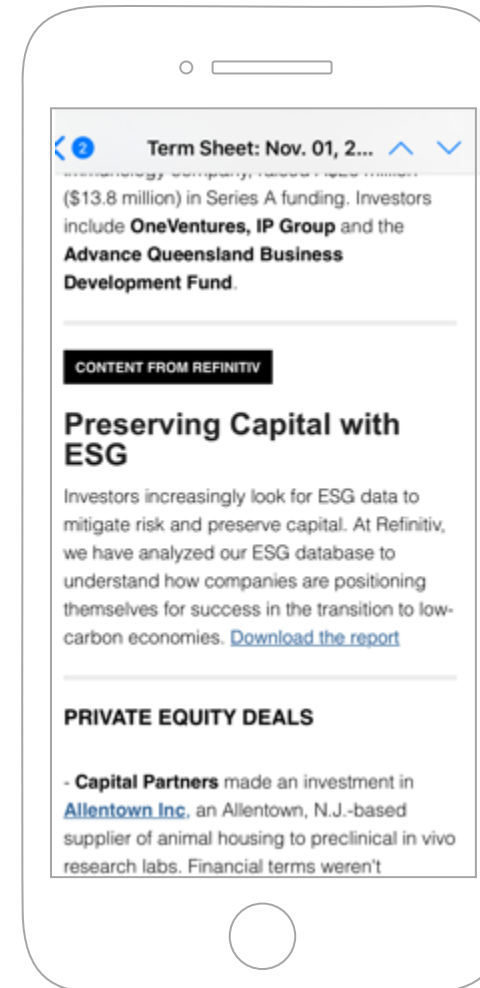 2
Term Sheet: Nov. 01, 2...
($13.8 million) in Series A funding. Investors
include OneVentures, IP Group and the
Advance Queensland Business
Development Fund.
CONTENT FROM REFINITIV
Preserving Capital with
ESG
Investors increasingly look for ESG data to
mitigate risk and preserve capital. At Refinitiv,
we have analyzed our ESG database to
understand how companies are positioning
themselves for success in the transition to low-
carbon economies. Download the report
PRIVATE EQUITY DEALS
- Capital Partners made an investment in
Allentown Inc, an Allentown, N.J.-based
supplier of animal housing to preclinical in vivo
research labs. Financial terms weren't